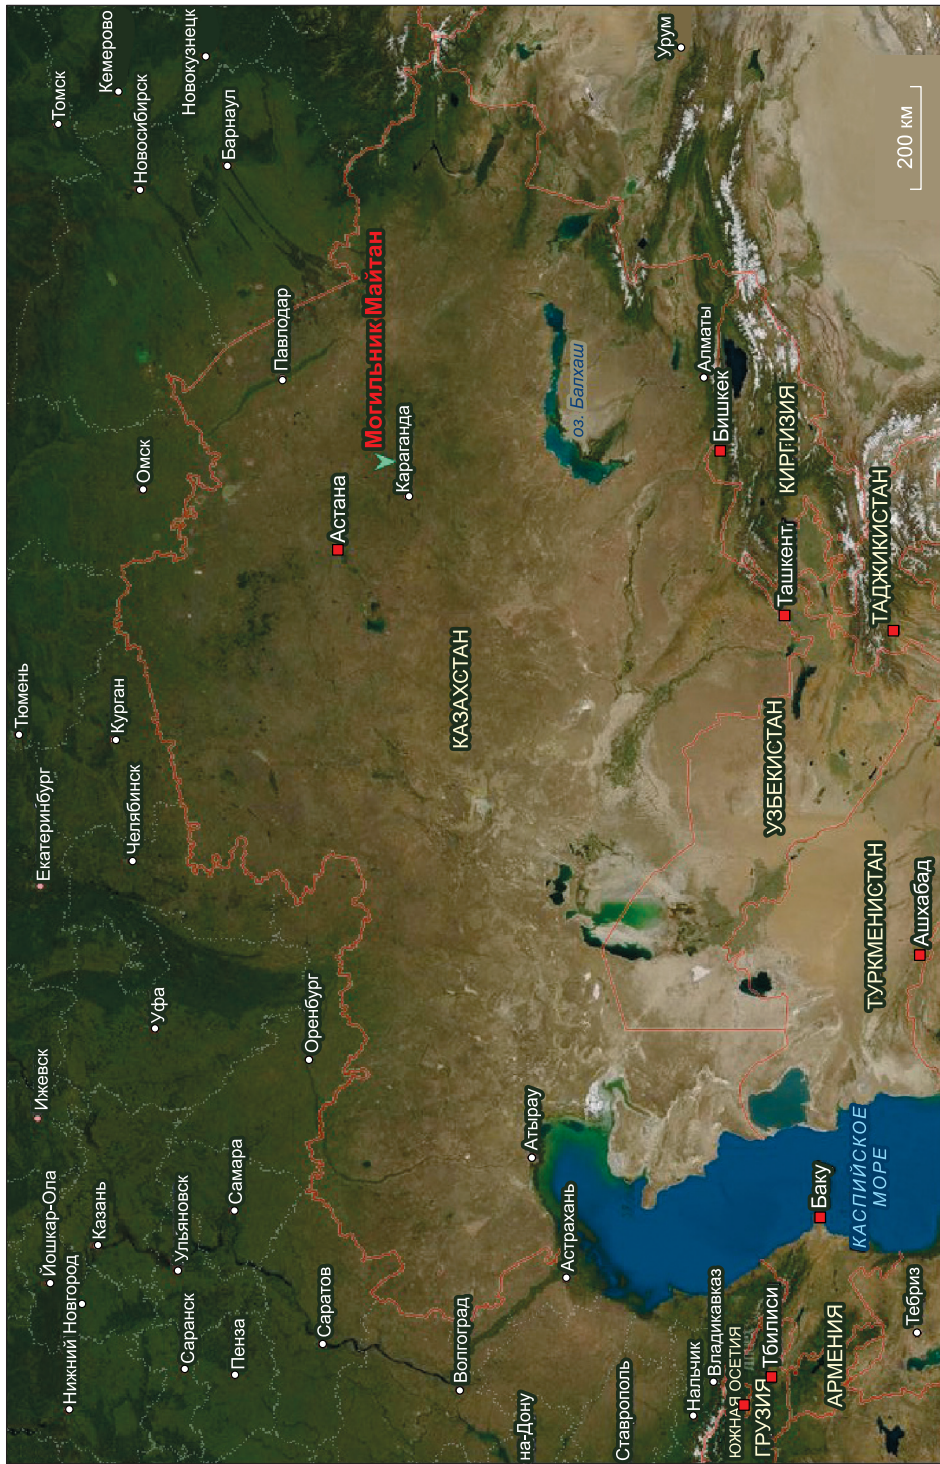 Томск
Кемерово
Новосибирск
Новокузнецк
Барнаул
Урум
Омск
Павлодар
Могильник Майтан
Караганда
Астана
оз. Балхаш
Алматы
Бишкек
КИРГИЗИЯ
200 км
Тюмень
Курган
Екатеринбург
Челябинск
КАЗАХСТАН
Ташкент
ТАДЖИКИСТАН
УЗБЕКИСТАН
ТУРКМЕНИСТАН
Ашхабад
Ижевск
Уфа
Оренбург
Йошкар-Ола
Казань
Нижний Новгород
Ульяновск
Самара
Саранск
Пенза
Саратов
Атырау
Астрахань
Волгоград
КАСПИЙСКОЕ
МОРЕ
Баку
на-Дону
Ставрополь
Нальчик
Владикавказ
ЮЖНАЯ ОСЕТИЯ
ГРУЗИЯ
Тбилиси
АРМЕНИЯ
Тебриз